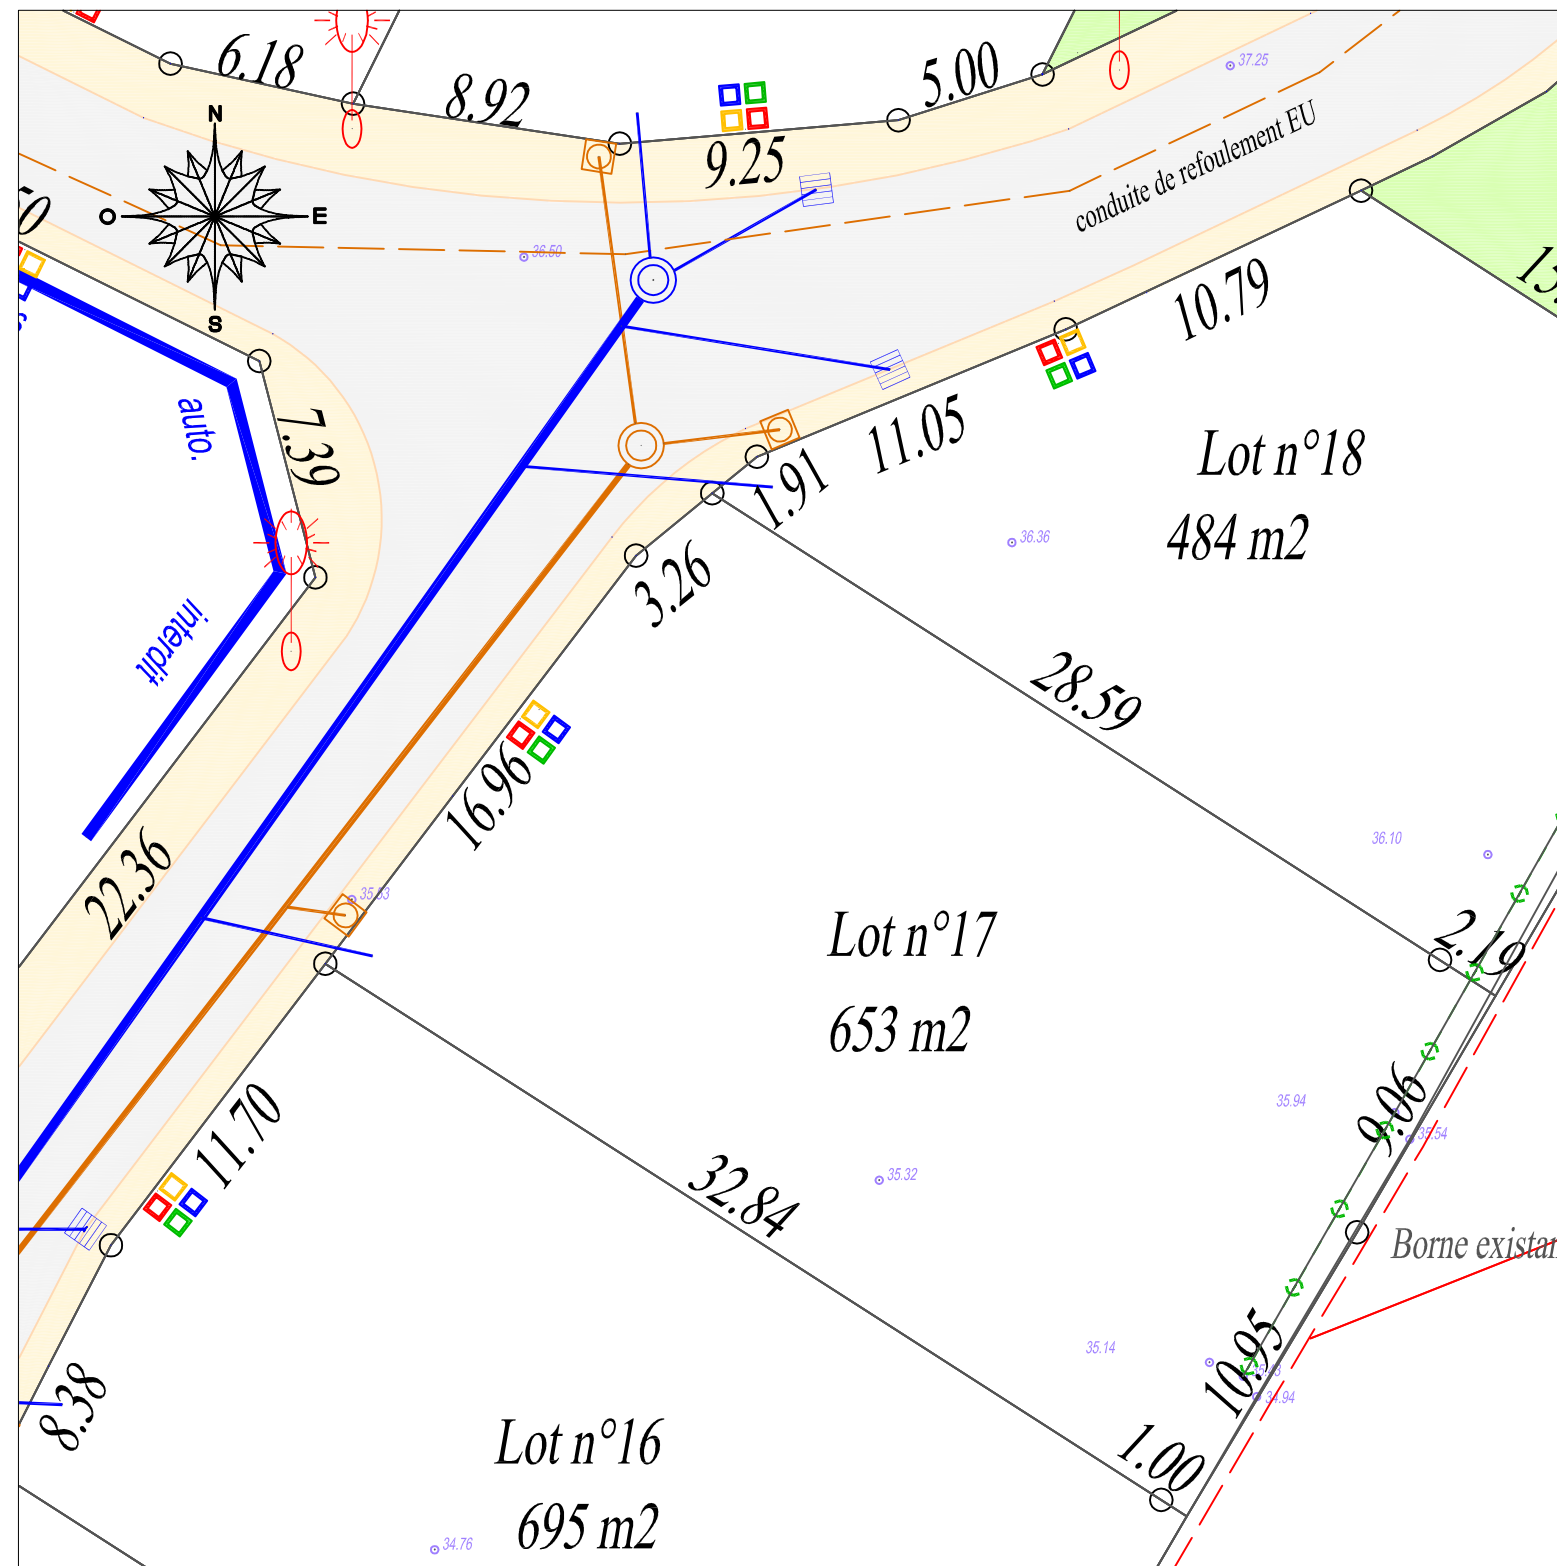 6.18
8.92
5.00
37.25
N
O
E
S
9.25
conduite de refoulement EU
36.50
10.79
auto.
7.39
11.05
1.91
Lot n°18
484 m2
36.36
3.26
interdit
28.59
16.96
22.36
36.10
35.53
Lot n°17
653 m2
2.19
35.94
9.06
35.54
11.70
32.84
35.32
Borne existan
35.14
10.95
34.94
8.38
1.00
Lot n°16
695 m2
34.76